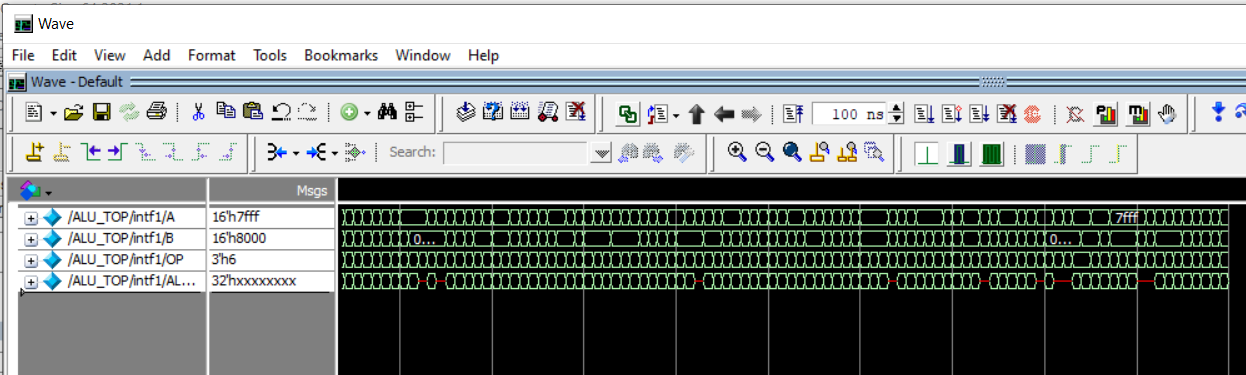 Wave
File Edit View Add Format Tools Bookmarks Window Help
Wave - Default
100 ns
Search:
Msgs
/ALU_TOP/intf1/A 16'h7fff 7fff
/ALU_TOP/intf1/B 16'h8000 0... 0...
/ALU_TOP/intf1/OP 3'h6
/ALU_TOP/intf1/AL... 32'hxxxxxxxx